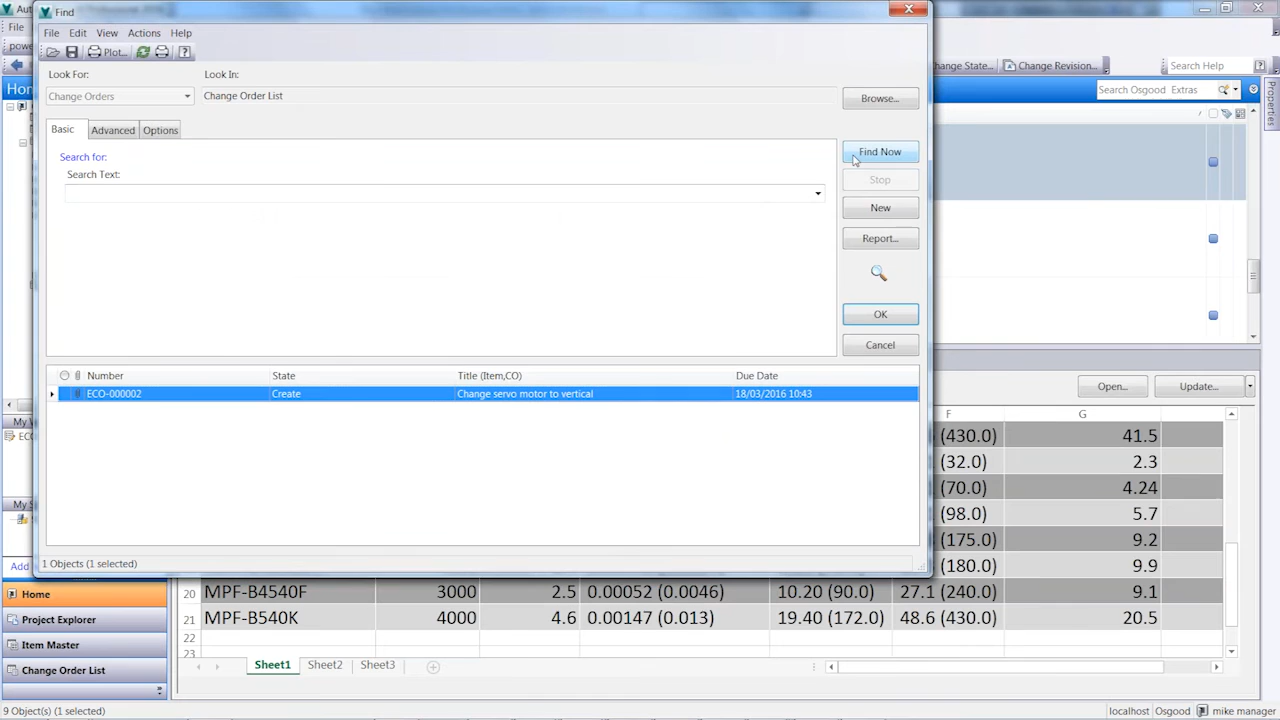 Aut
Find
File
File Edit View Actions Help
powe
Plot...
Change State...
Change Revision...
Search Help
Look For:
Look In:
Change Orders
Change Order List
Browse...
Hom
Search Osgood Extras
Properties
Basic
Advanced
Options
Search for:
Search Text:
Find Now
Stop
New
Report...
OK
Cancel
Number State Title (Item,CO) Due Date
ECO-000002 Create Change servo motor to vertical 18/03/2016 10:43
Open...
Update...
F G
(430.0) 41.5
(32.0) 2.3
(70.0) 4.24
(98.0) 5.7
(175.0) 9.2
(180.0) 9.9
My W
ECO
My S
Add
1 Objects (1 selected)
Home
Project Explorer
Item Master
Change Order List
20 MPF-B4540F 3000 2.5 0.00052 (0.0046) 10.20 (90.0) 27.1 (240.0) 9.1
21 MPF-B540K 4000 4.6 0.00147 (0.013) 19.40 (172.0) 48.6 (430.0) 20.5
22
23
Sheet1 Sheet2 Sheet3
9 Object(s) (1 selected)
localhost Osgood mike manager